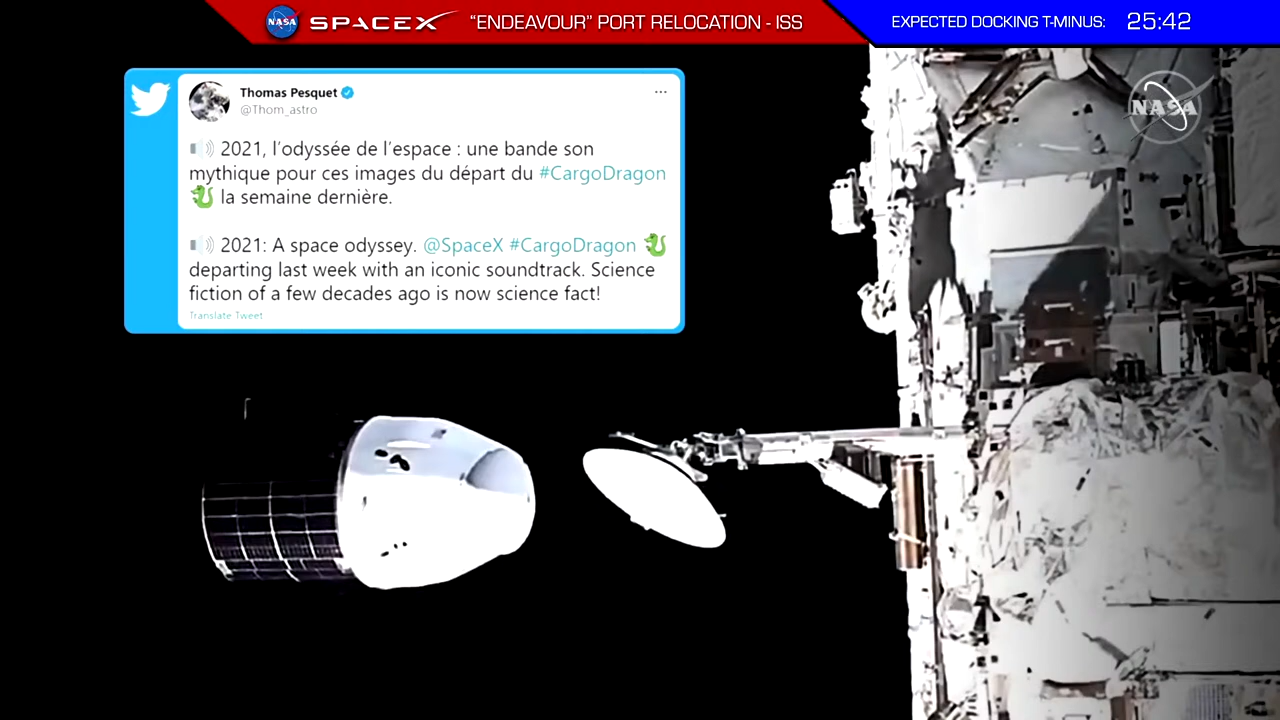 NASA SPACEX "ENDEAVOUR" PORT RELOCATION - ISS
EXPECTED DOCKING T-MINUS: 25:42
NASA
Thomas Pesquet
@Thom_astro
2021, l'odyssée de l'espace : une bande son
mythique pour ces images du départ du #CargoDragon
la semaine dernière.
2021: A space odyssey. @SpaceX #CargoDragon
departing last week with an iconic soundtrack. Science
fiction of a few decades ago is now science fact!
Translate Tweet